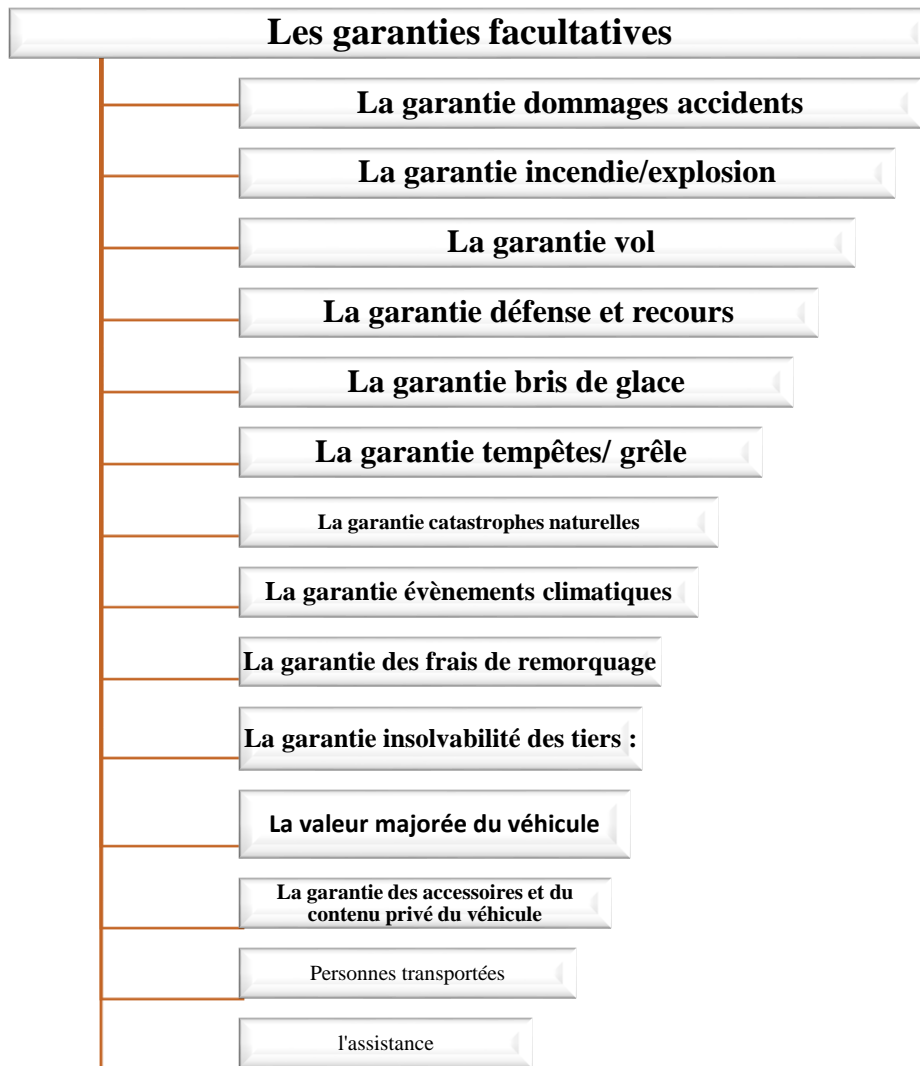 Les garanties facultatives
La garantie dommages accidents
La garantie incendie/explosion
La garantie vol
La garantie défense et recours
La garantie bris de glace
La garantie tempêtes/ grêle
La garantie catastrophes naturelles
La garantie évènements climatiques
La garantie des frais de remorquage
La garantie insolvabilité des tiers :
La valeur majorée du véhicule
La garantie des accessoires et du
contenu privé du véhicule
Personnes transportées
l'assistance